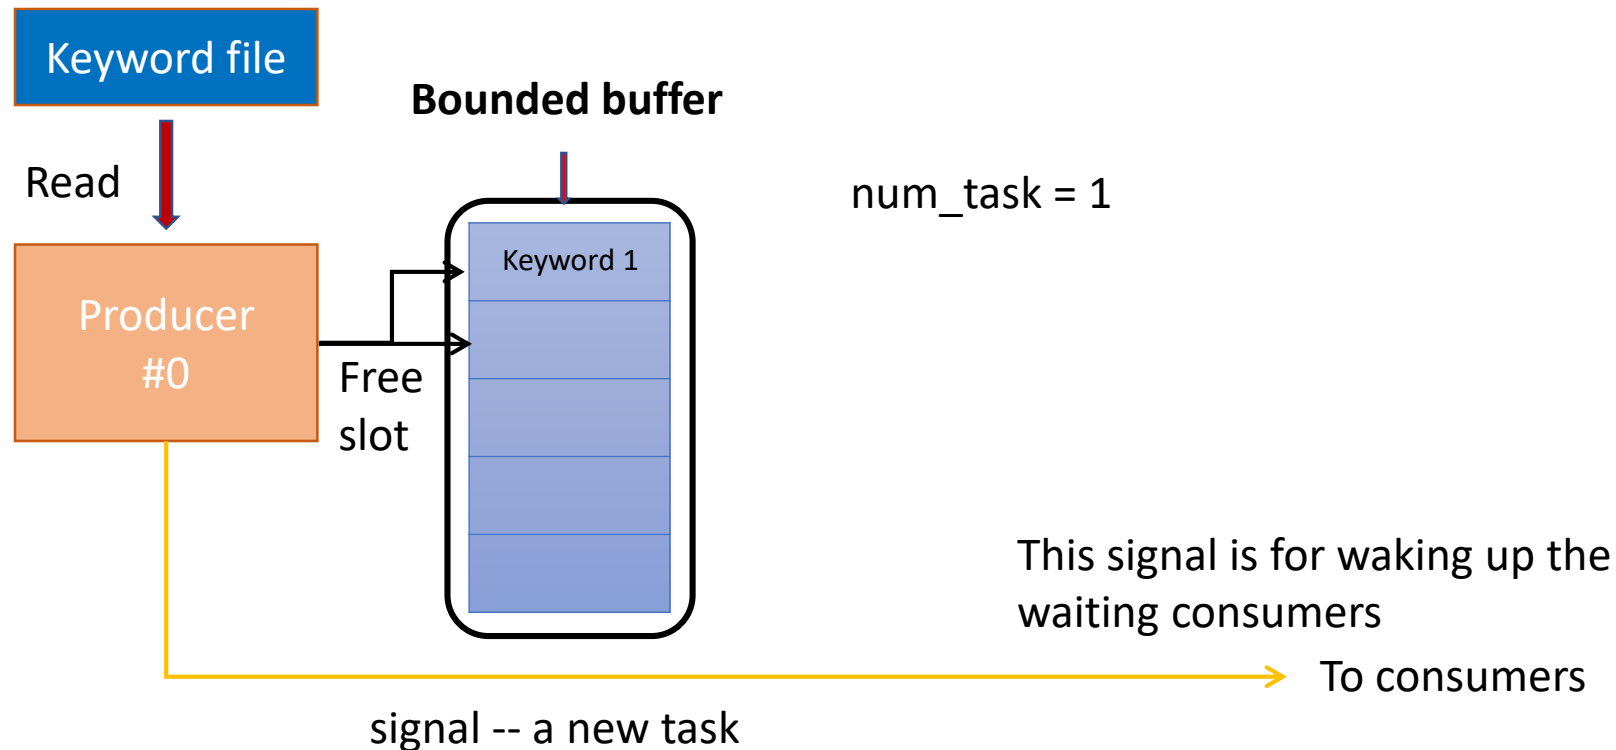 Keyword file
Bounded buffer
Read
num_task = 1
Keyword 1
Producer
#0
Free
slot
This signal is for waking up the
waiting consumers
To consumers
signal -- a new task